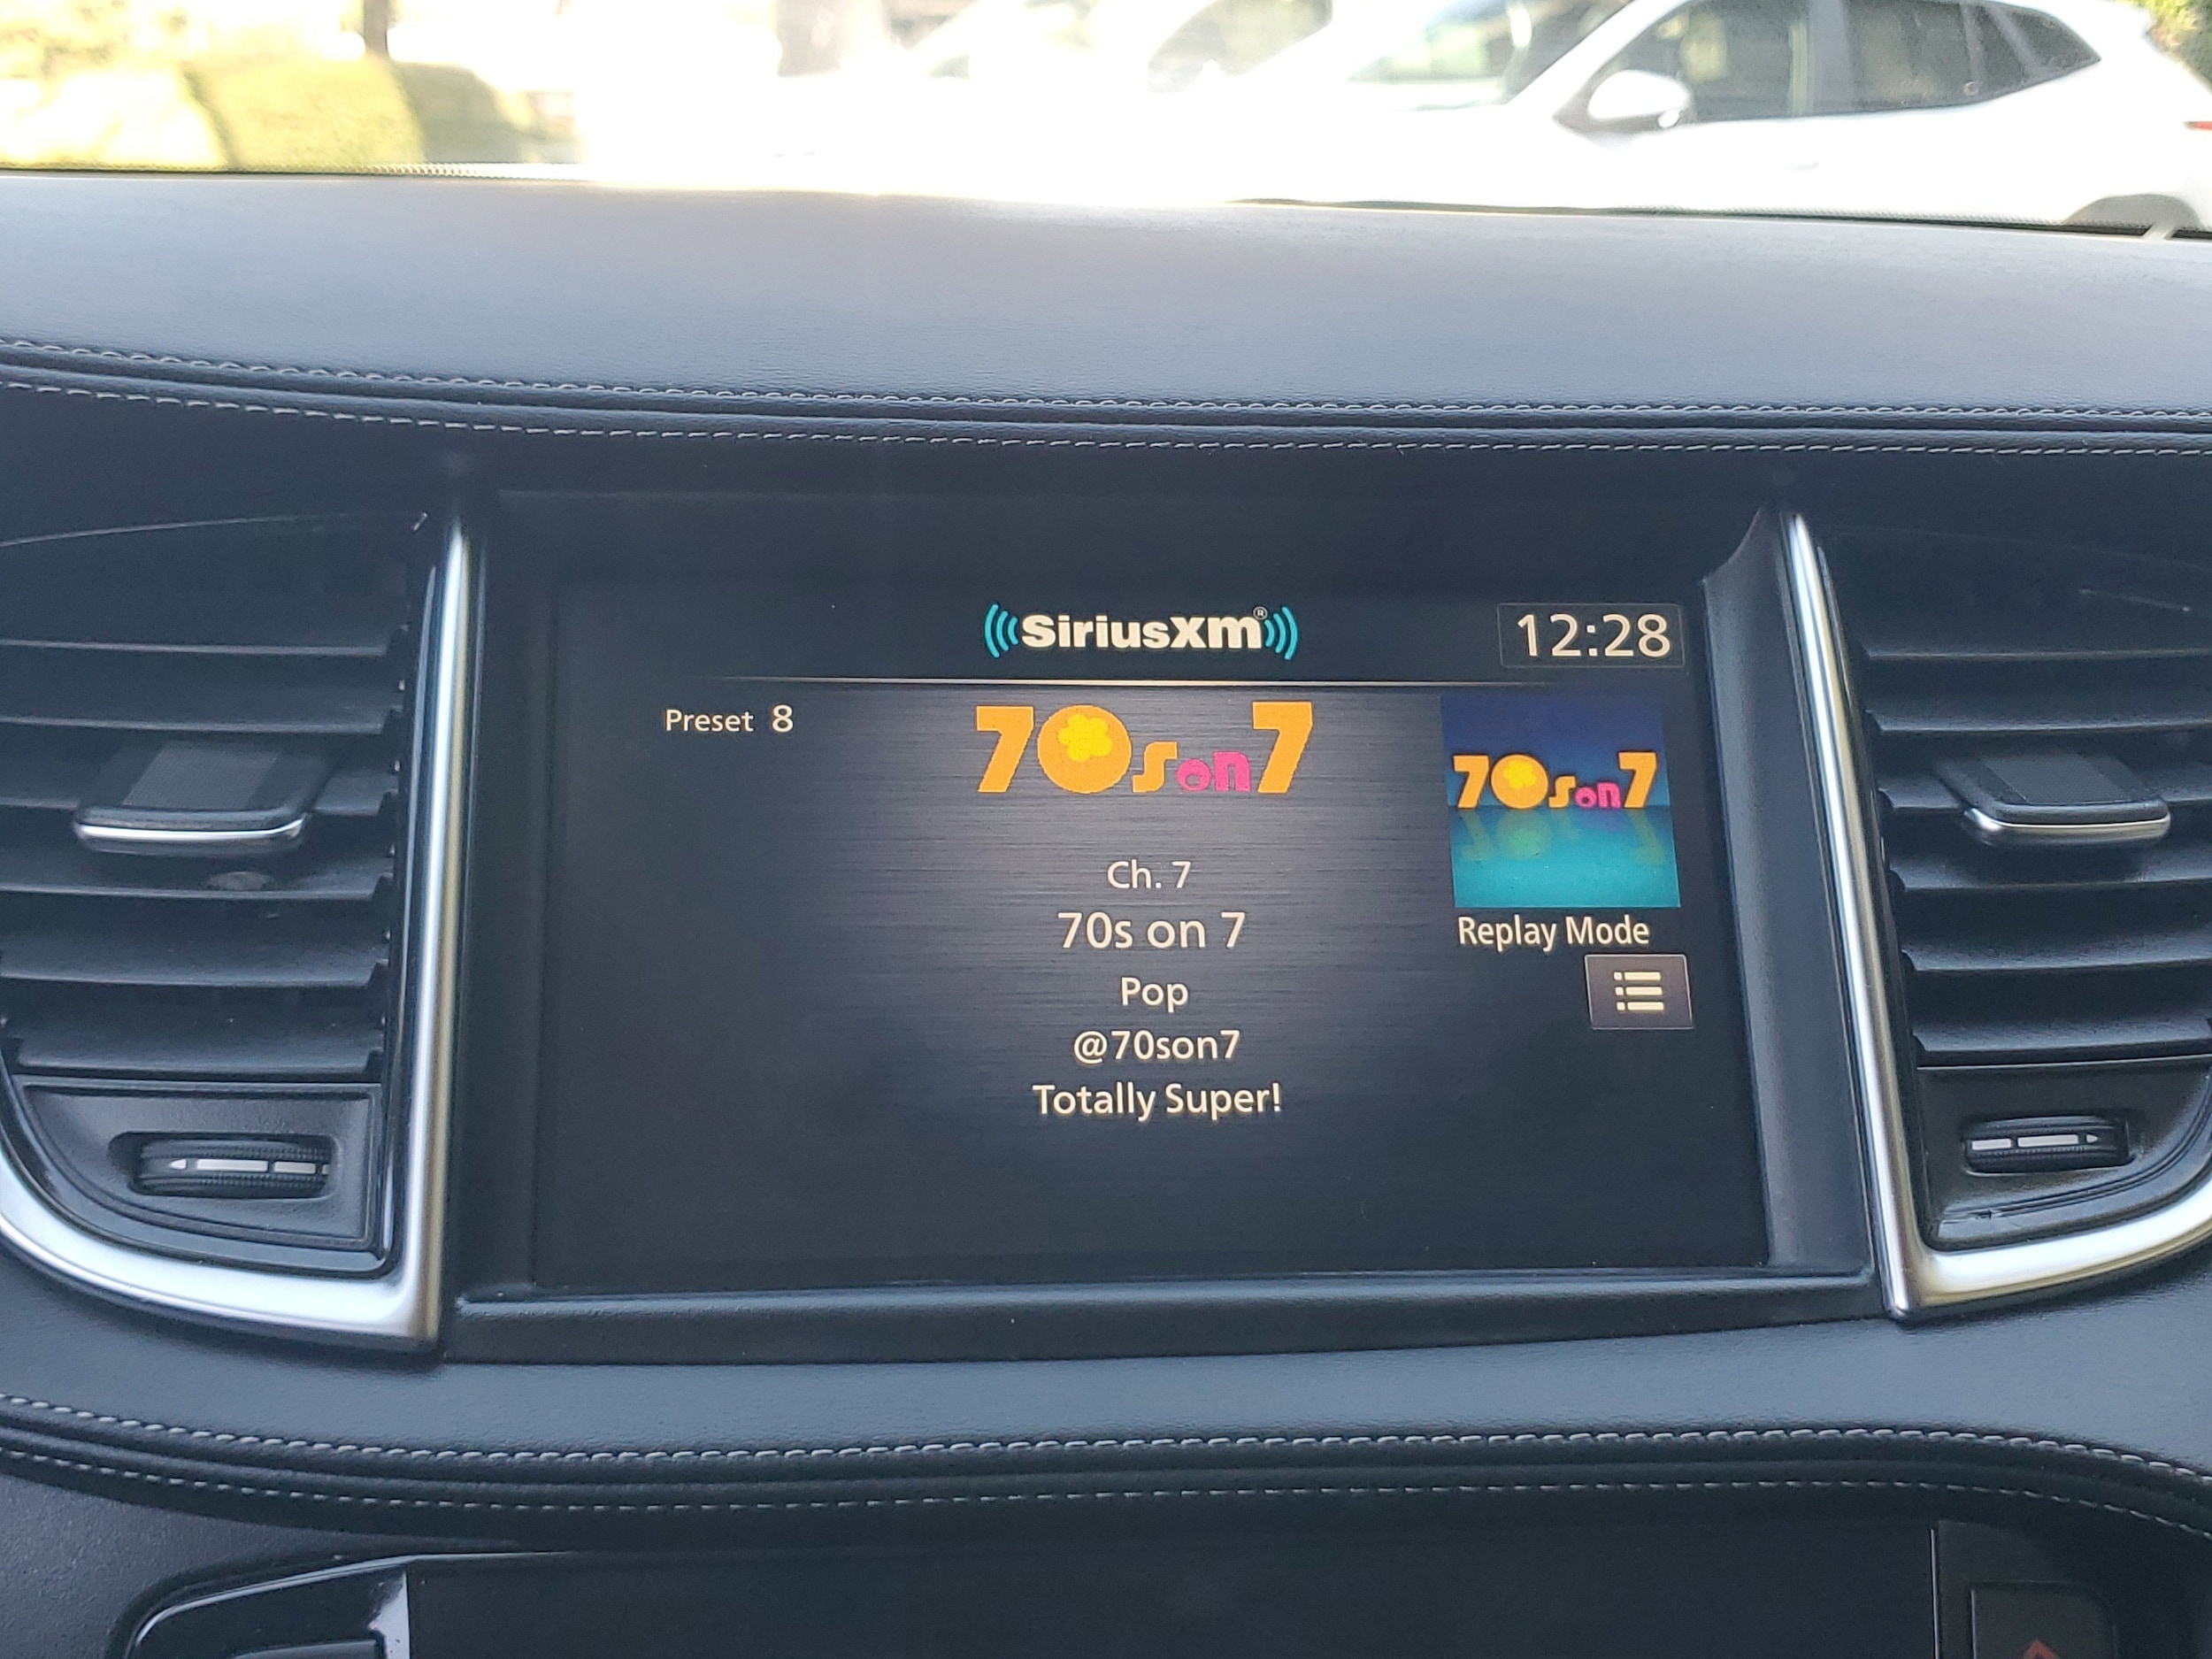 SiriusXM®
12:28
Preset 8
70s on 7
70s on 7
Ch. 7
70s on 7
Replay Mode
Pop
@70son7
Totally Super!